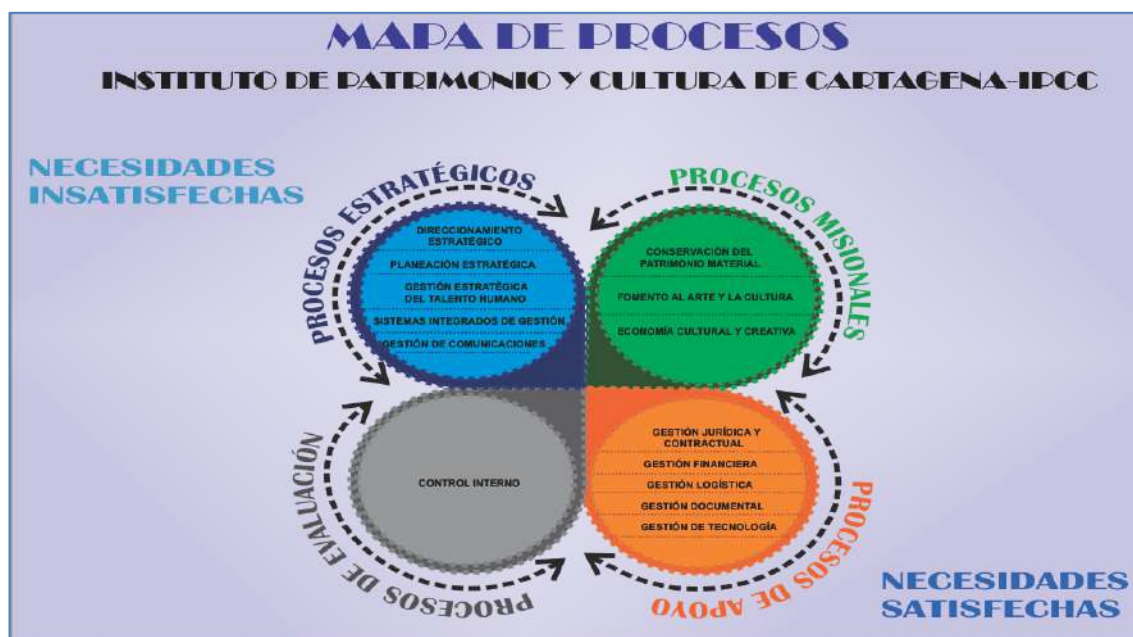 MAPA DE PROCESOS
INSTITUTO DE PATRIMONIO Y CULTURA DE CARTAGENA-IPCC
NECESIDADES
INSATISFECHAS
PROCESOS ESTRATÉGICOS
DIRECCIONAMIENTO
ESTRATÉGICO
PLANEACIÓN ESTRATÉGICA
GESTIÓN ESTRATÉGICA
DEL TALENTO HUMANO
SISTEMAS INTEGRADOS DE GESTIÓN
GESTIÓN DE COMUNICACIONES
PROCESOS MISIONALES
CONSERVACIÓN DEL
PATRIMONIO MATERIAL
FOMENTO AL ARTE Y LA CULTURA
ECONOMÍA CULTURAL Y CREATIVA
PROCESOS DE EVALUACIÓN
CONTROL INTERNO
PROCESOS DE APOYO
GESTIÓN JURÍDICA Y
CONTRACTUAL
GESTIÓN FINANCIERA
GESTIÓN LOGÍSTICA
GESTIÓN DOCUMENTAL
GESTIÓN DE TECNOLOGÍA
NECESIDADES
SATISFECHAS